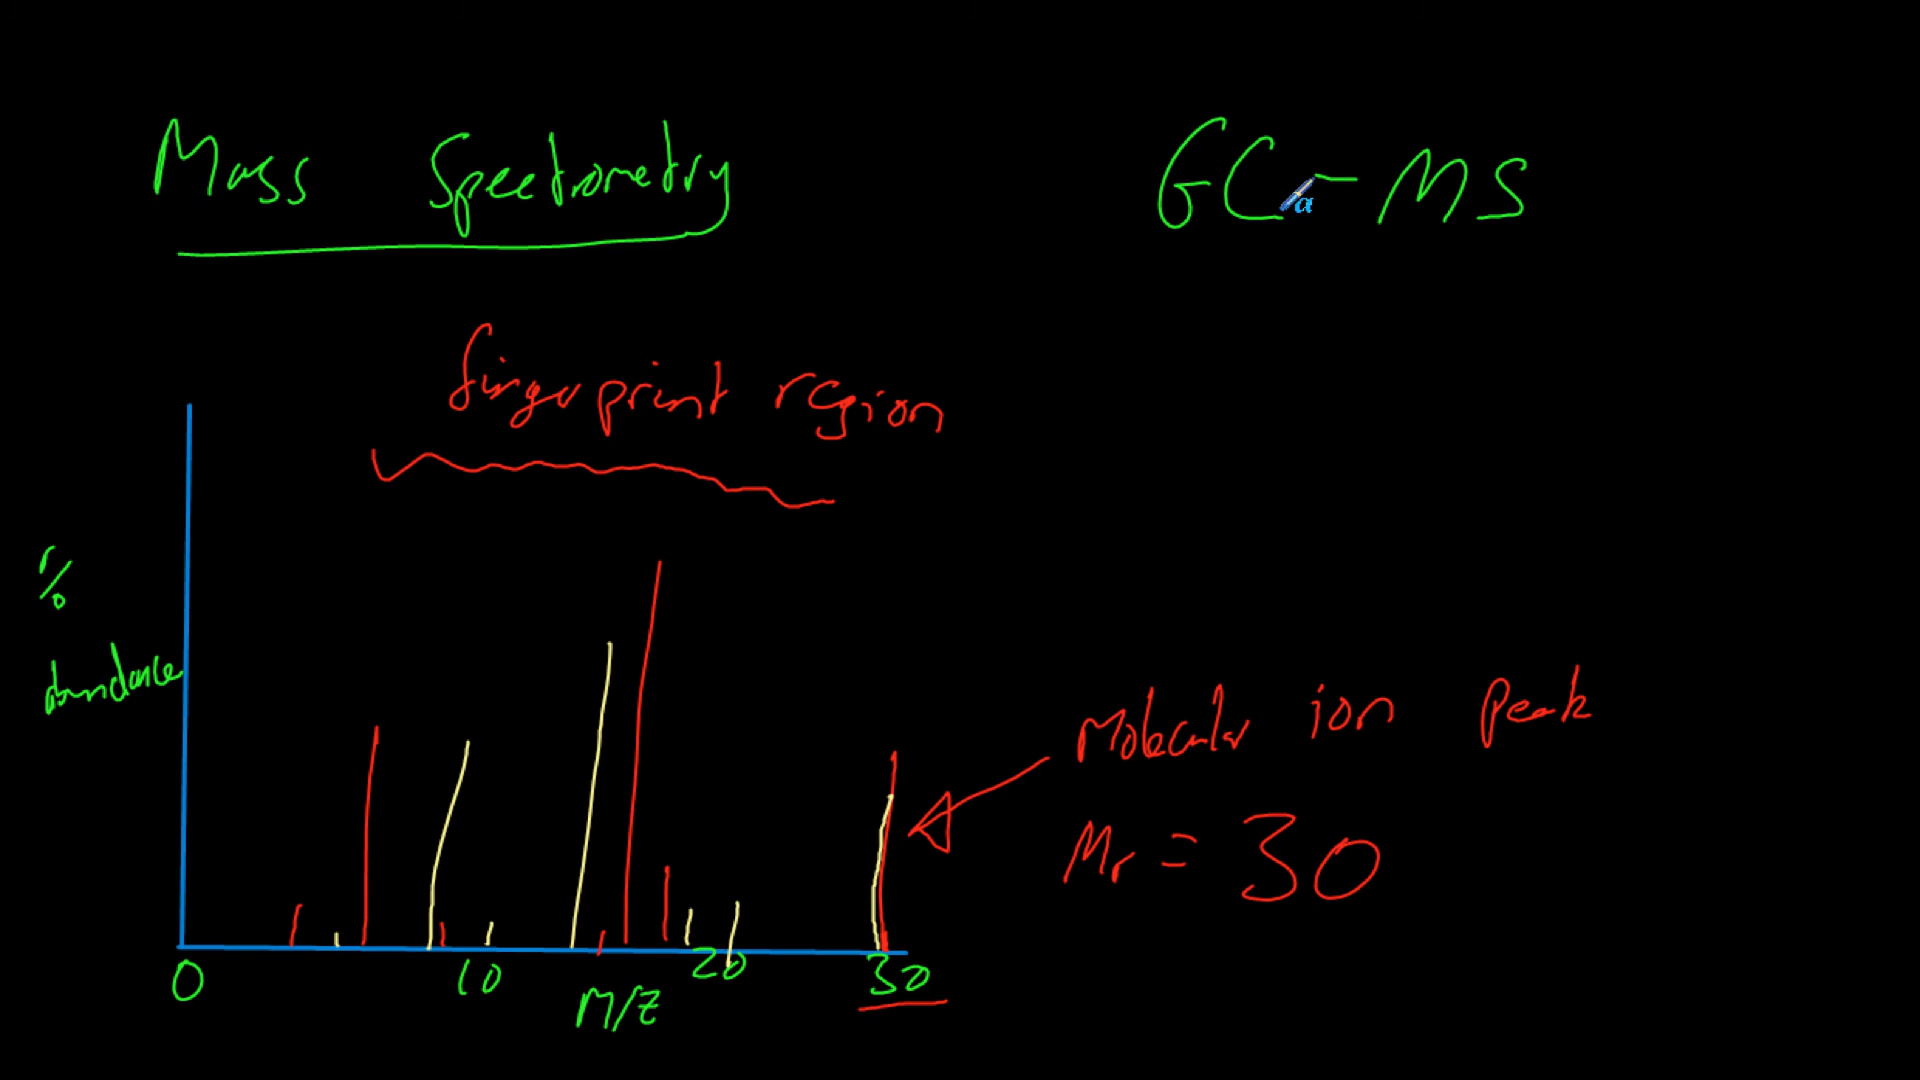 Mass Spectrometry
GC-MS
fingerprint region
%
abundance
Molecular ion peak
Mr = 30
0 10 20 30
M/Z